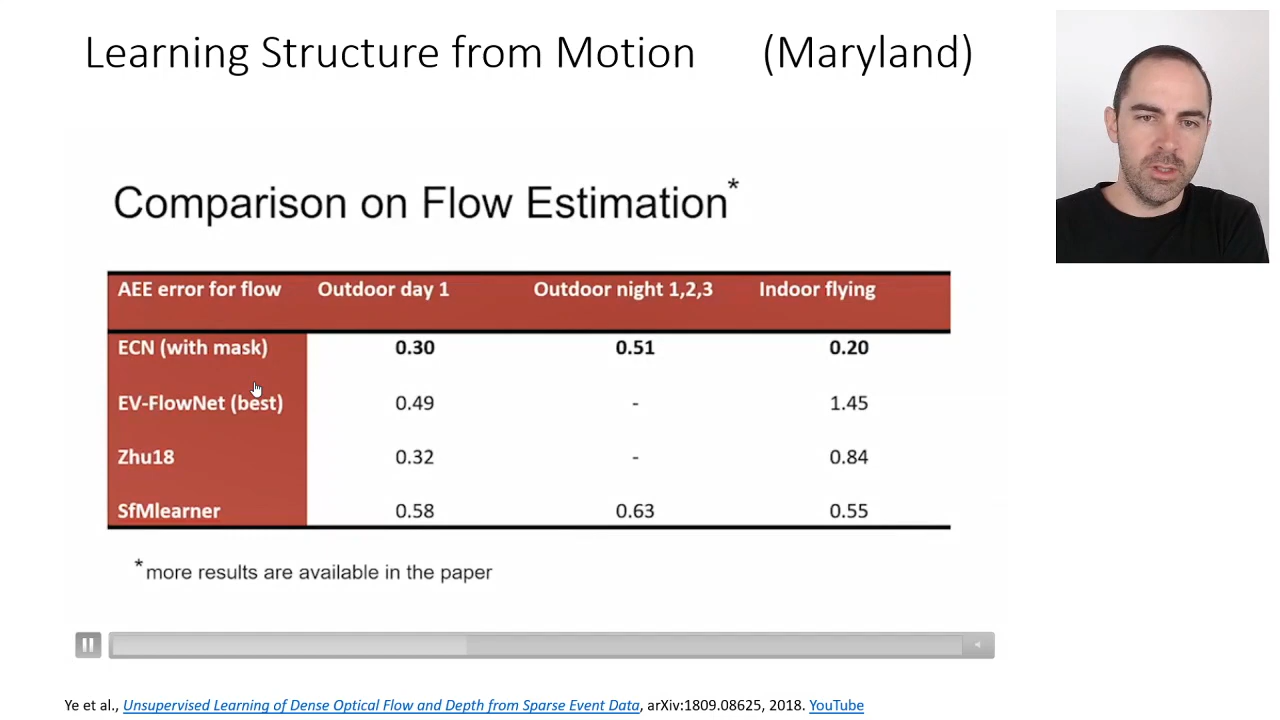 Learning Structure from Motion (Maryland)
Comparison on Flow Estimation*
AEE error for flow Outdoor day 1 Outdoor night 1,2,3 Indoor flying
ECN (with mask) 0.30 0.51 0.20
EV-FlowNet (best) 0.49 - 1.45
Zhu18 0.32 - 0.84
SfMlearner 0.58 0.63 0.55
*more results are available in the paper
Ye et al., Unsupervised Learning of Dense Optical Flow and Depth from Sparse Event Data, arXiv:1809.08625, 2018. YouTube